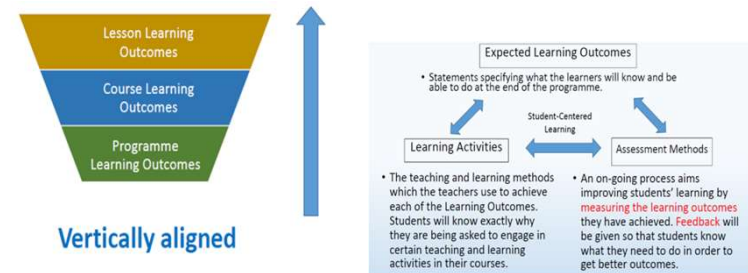 Lesson Learning
Outcomes
Course Learning
Outcomes
Programme
Learning Outcomes
Vertically aligned
Expected Learning Outcomes
• Statements specifying what the learners will know and be
able to do at the end of the programme.
Student-Centered
Learning
Learning Activities
Assessment Methods
• The teaching and learning methods
which the teachers use to achieve
each of the Learning Outcomes.
Students will know exactly why
they are being asked to engage in
certain teaching and learning
activities in their courses.
• An on-going process aims
improving students' learning by
measuring the learning outcomes
they have achieved. Feedback will
be given so that students know
what they need to do in order to
get better outcomes.